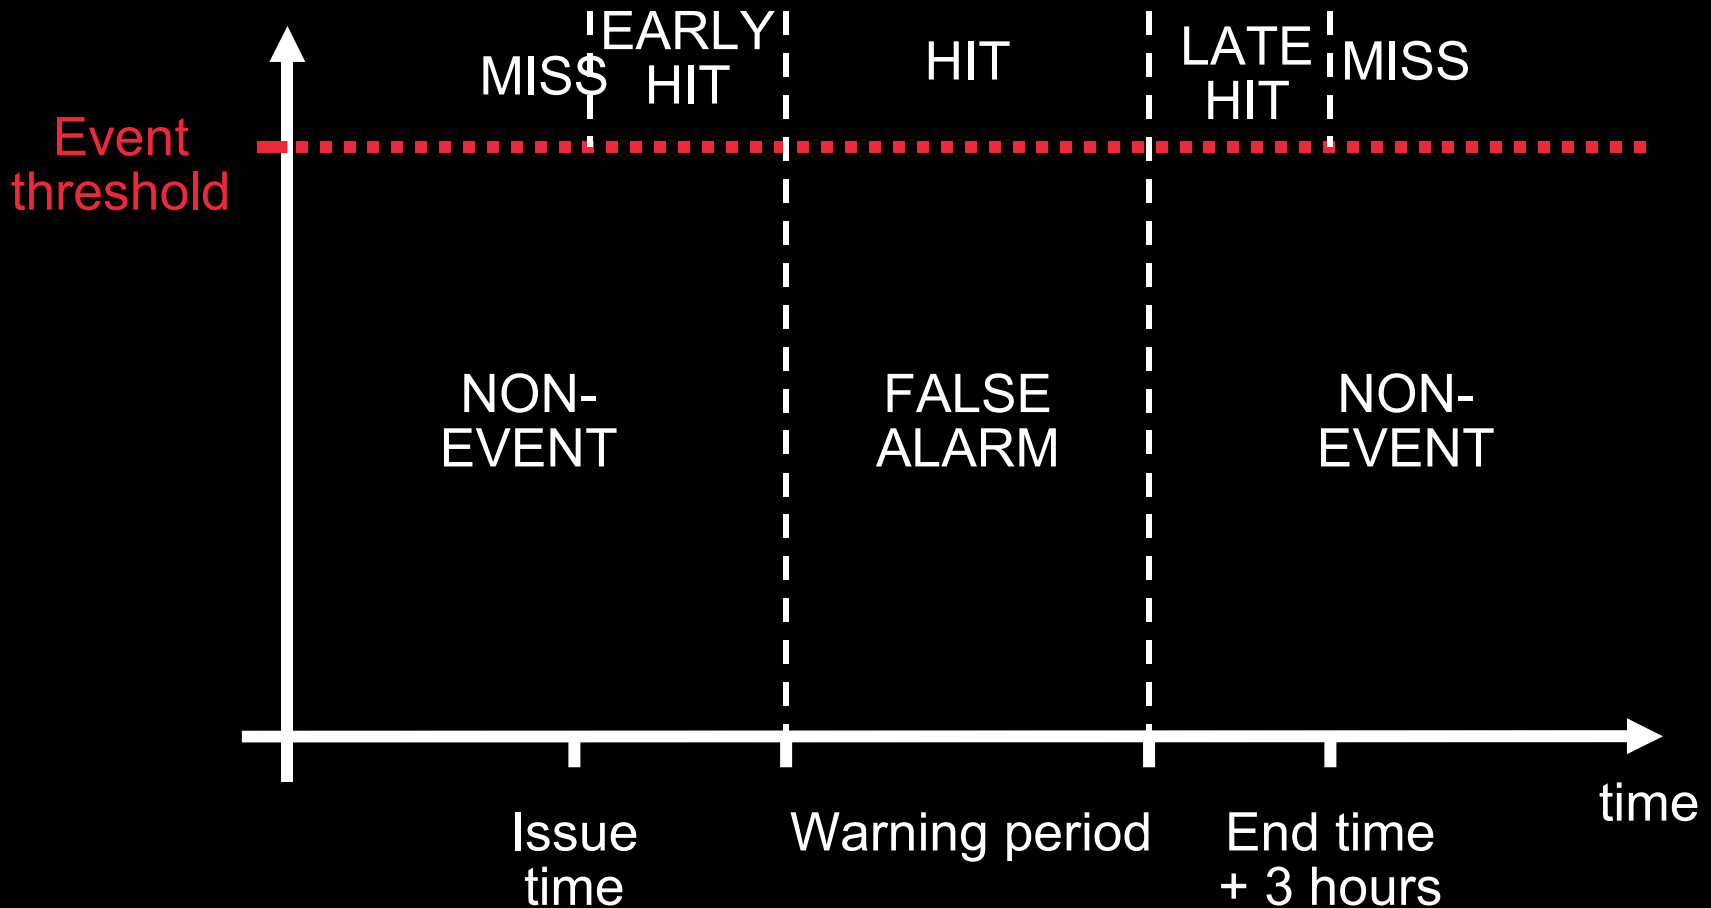 MISS
EARLY
HIT
HIT
LATE
HIT
MISS
Event
threshold
NON-
EVENT
FALSE
ALARM
NON-
EVENT
time
Issue
time
Warning period
End time
+ 3 hours